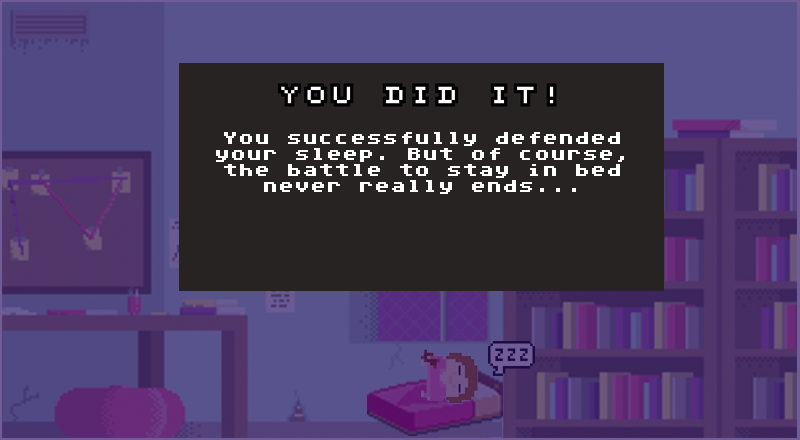 YOU DID IT!
You successfully defended
your sleep. But of course,
the battle to stay in bed
never really ends...
ZZZ